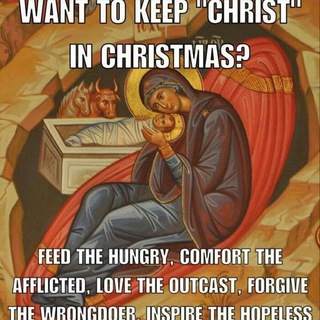 WANT TO KEEP "CHRIST"
IN CHRISTMAS?
FEED THE HUNGRY, COMFORT THE
AFFLICTED, LOVE THE OUTCAST, FORGIVE
THE WRONGDOER, INSPIRE THE HOPELESS